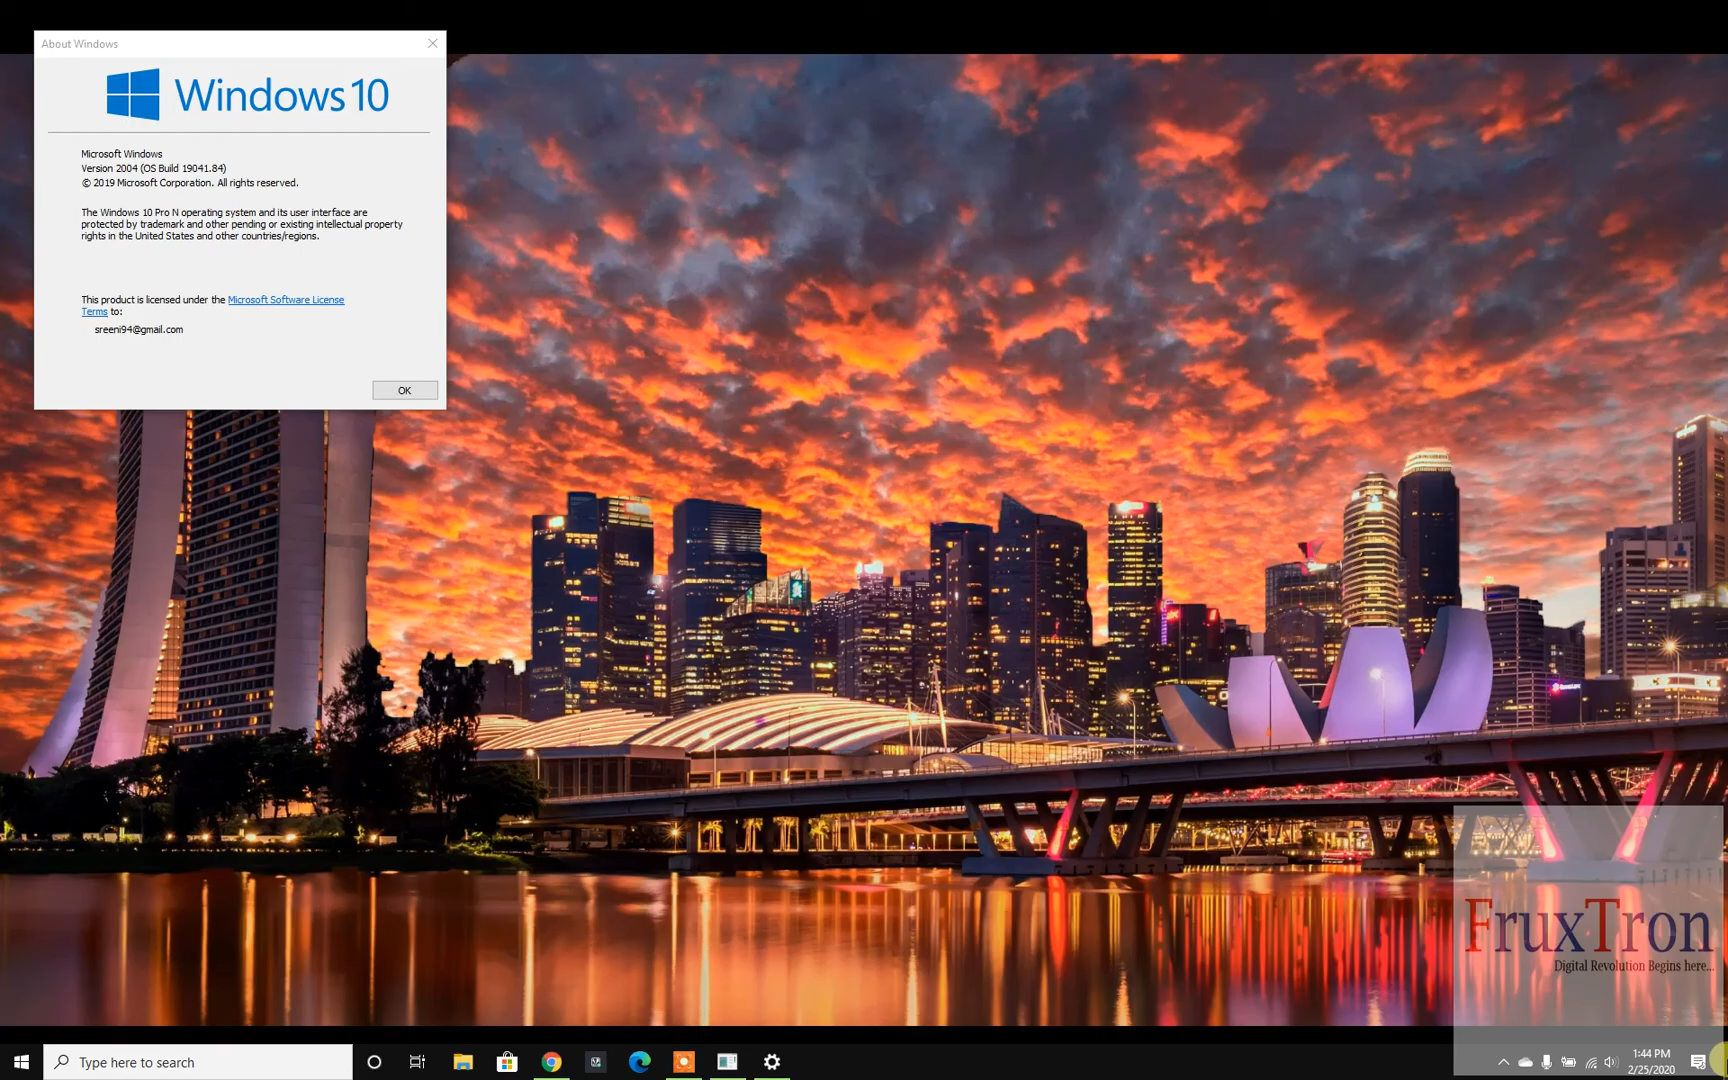 About Windows
Windows 10
Microsoft Windows
Version 2004 (OS Build 19041.84)
© 2019 Microsoft Corporation. All rights reserved.
The Windows 10 Pro N operating system and its user interface are
protected by trademark and other pending or existing intellectual property
rights in the United States and other countries/regions.
This product is licensed under the Microsoft Software License
Terms to:
sreeni94@gmail.com
OK
FruxTron
Digital Revolution Begins here...
Type here to search
1:44 PM
2/25/2020